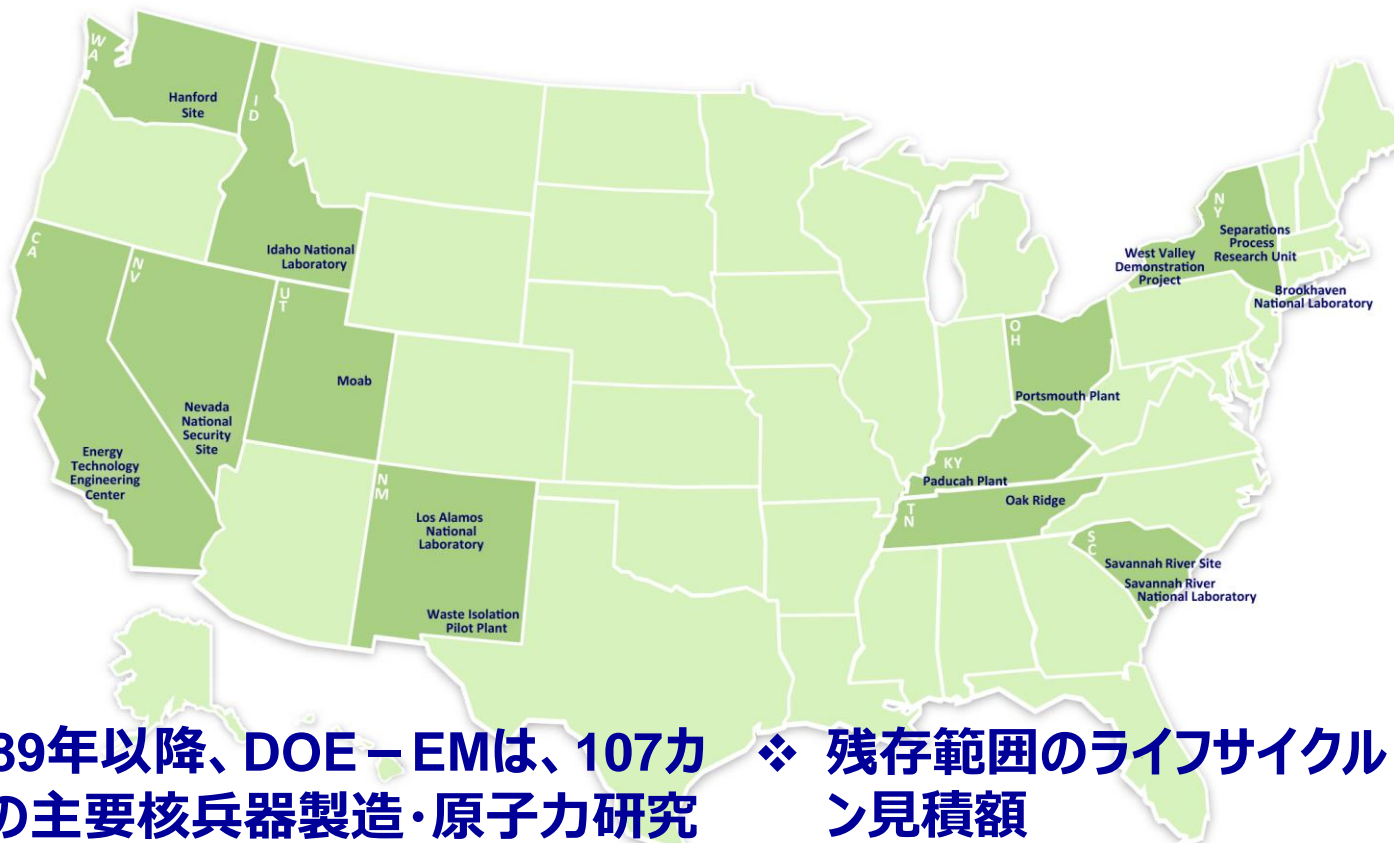 WA
Hanford
Site
ID
Idaho National
Laboratory
CA
NV
UT
Moab
Nevada
National
Security
Site
Energy
Technology
Engineering
Center
NM
Los Alamos
National
Laboratory
Waste Isolation
Pilot Plant
NY
Separations
Process
Research Unit
West Valley
Demonstration
Project
Brookhaven
National Laboratory
OH
Portsmouth Plant
KY
Paducah Plant
TN
Oak Ridge
SC
Savannah River Site
Savannah River
National Laboratory
89年以降、DOE－EMは、107カ
の主要核兵器製造･原子力研究
❖ 残存範囲のライフサイクル
ン見積額